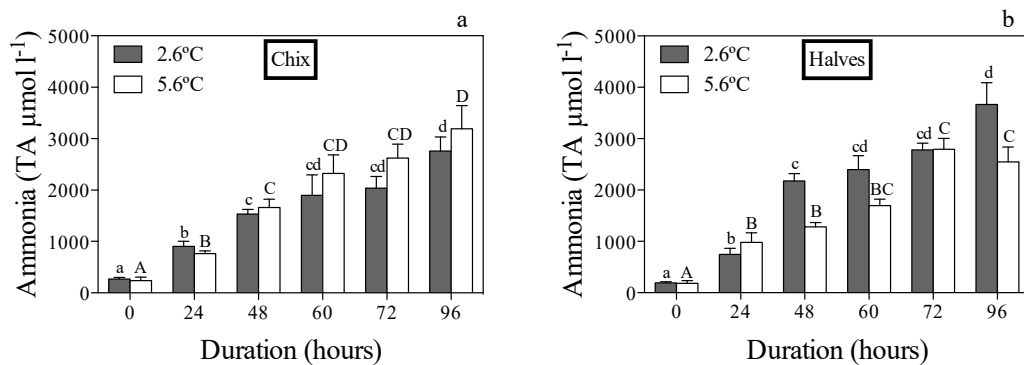 a
5000
4000
3000
2000
1000
0
Ammonia (TA μmol l⁻¹)
2.6ºC
5.6ºC
Chix
a A b B c C cd CD cd CD d D
0 24 48 60 72 96
Duration (hours)
b
5000
4000
3000
2000
1000
0
Ammonia (TA μmol l⁻¹)
2.6ºC
5.6ºC
Halves
a A b B c B cd BC cd C d C
0 24 48 60 72 96
Duration (hours)